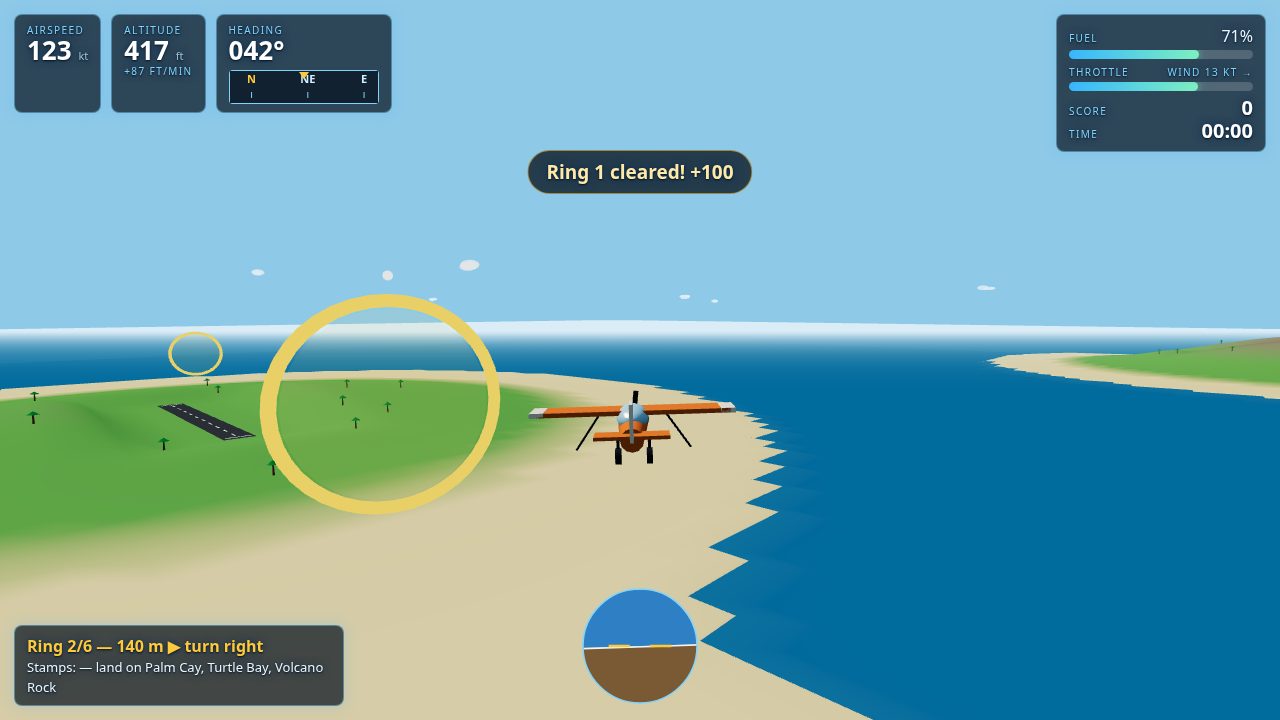 AIRSPEED
123 kt
ALTITUDE
417 ft
+87 FT/MIN
HEADING
042°
N NE E
FUEL 71%
THROTTLE WIND 13 KT →
SCORE 0
TIME 00:00
Ring 1 cleared! +100
Ring 2/6 — 140 m ▶ turn right
Stamps: — land on Palm Cay, Turtle Bay, Volcano
Rock